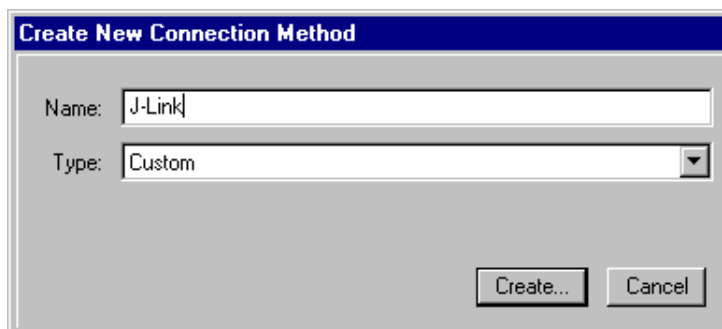 Create New Connection Method
Name: J-Link
Type: Custom
Create... Cancel